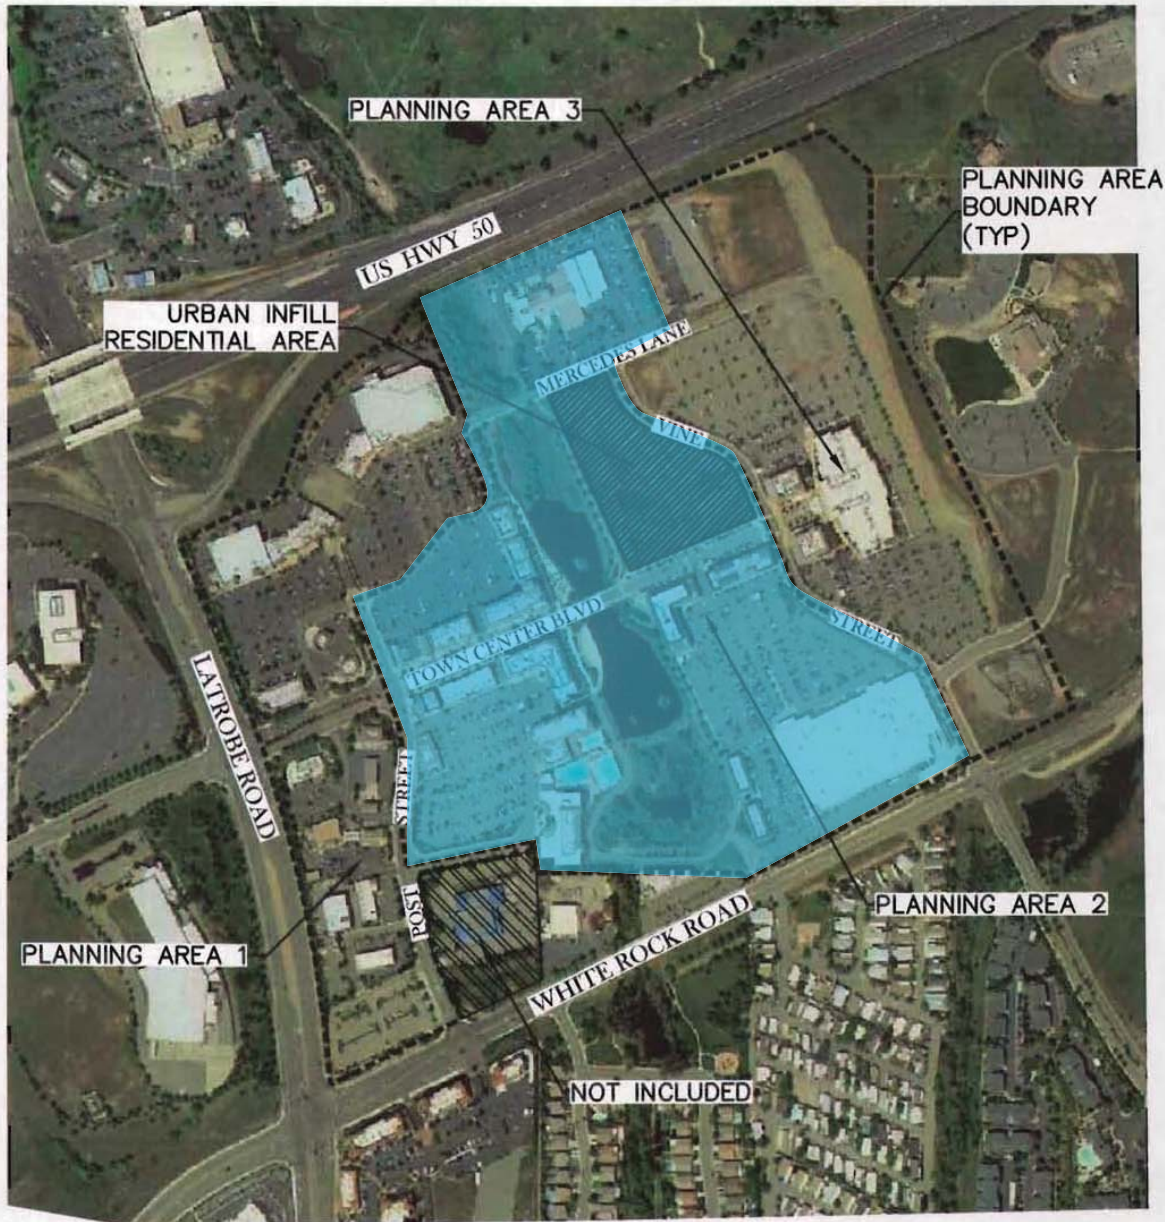 PLANNING AREA 3
PLANNING AREA
BOUNDARY
(TYP)
US HWY 50
URBAN INFILL
RESIDENTIAL AREA
MERCEDES LANE
VINE
TOWN CENTER BLVD
STREET
LATROBE ROAD
STREET
POST
PLANNING AREA 2
PLANNING AREA 1
WHITE ROCK ROAD
NOT INCLUDED